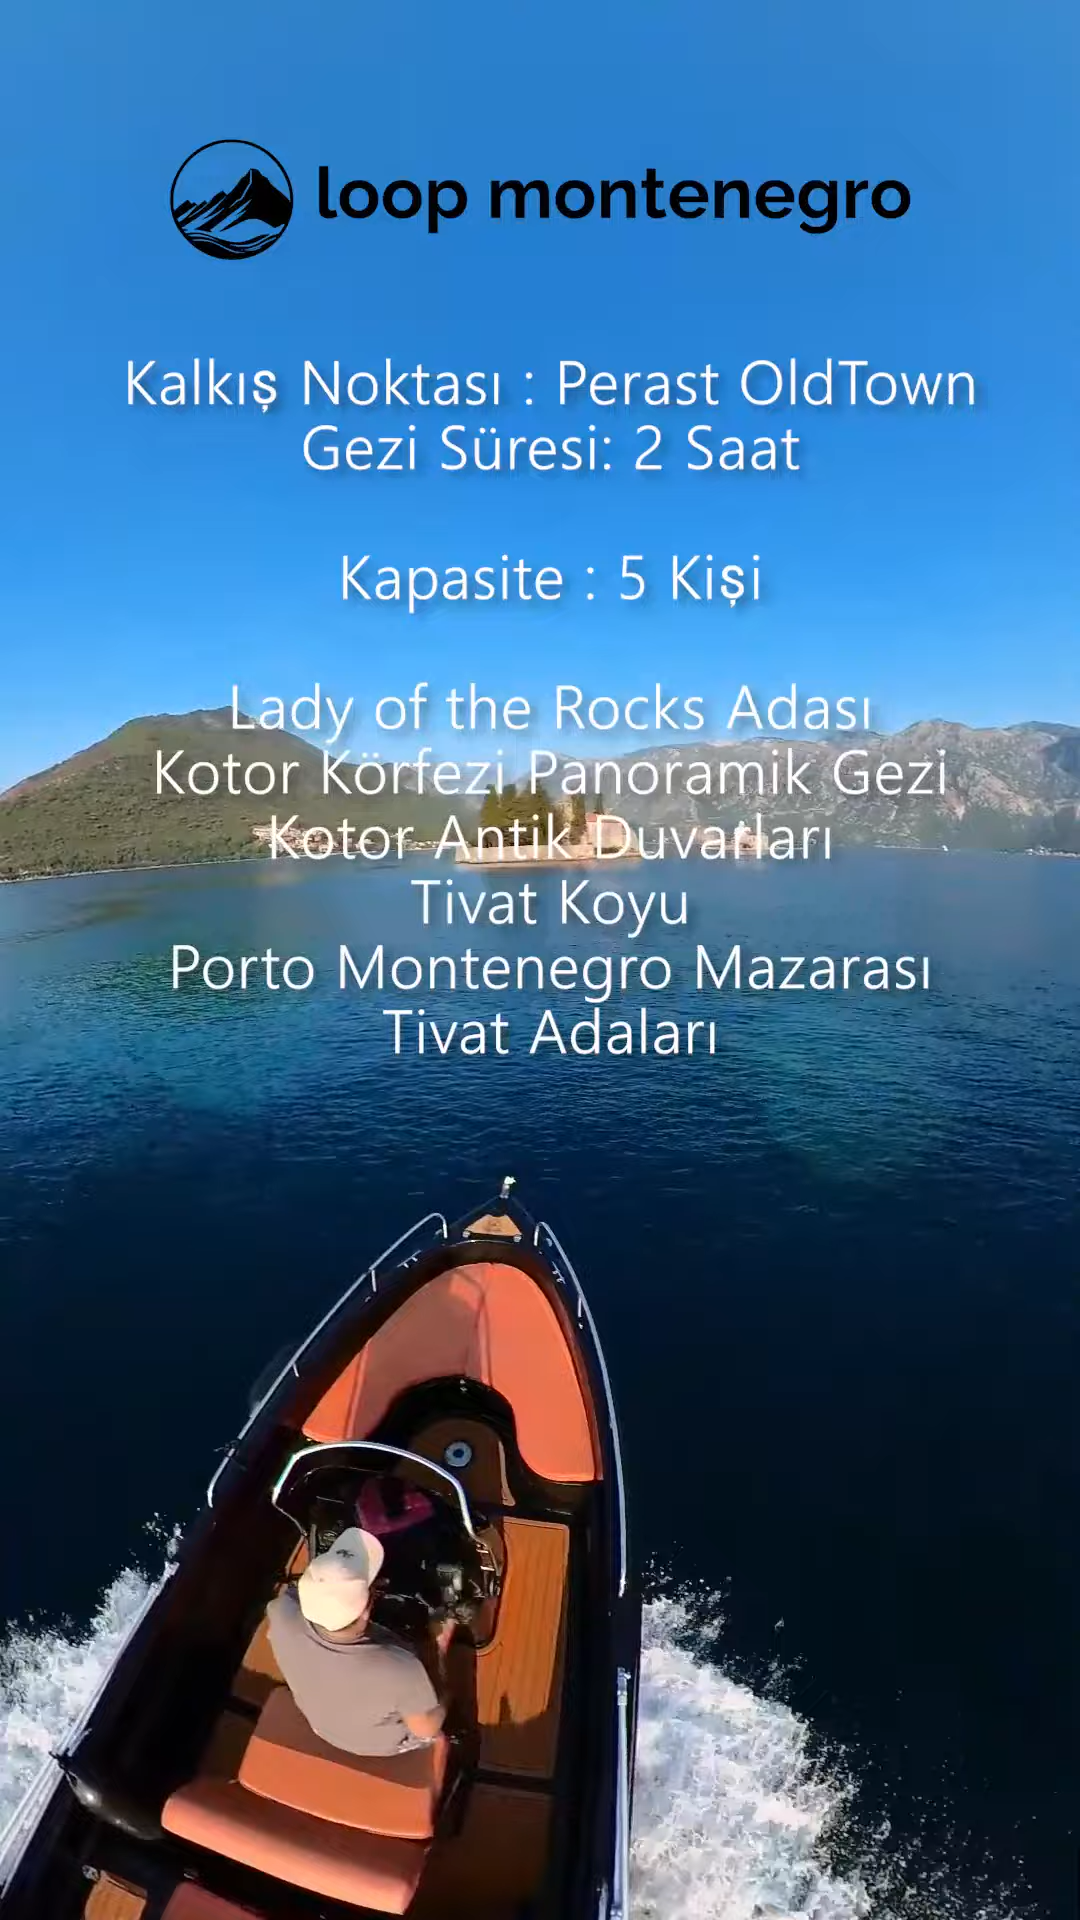 loop montenegro
Kalkış Noktası : Perast OldTown
Gezi Süresi: 2 Saat
Kapasite : 5 Kişi
Lady of the Rocks Adası
Kotor Körfezi Panoramik Gezi
Kotor Antik Duvarları
Tivat Koyu
Porto Montenegro Mazarası
Tivat Adaları